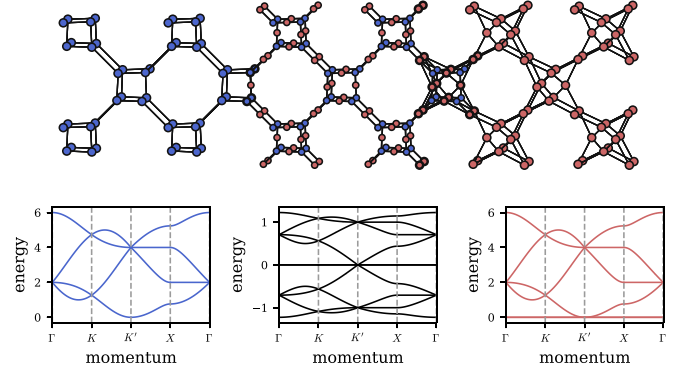 6
4
2
0
energy
Γ K K′ X Γ
momentum
1
0
−1
energy
Γ K K′ X Γ
momentum
6
4
2
0
energy
Γ K K′ X Γ
momentum